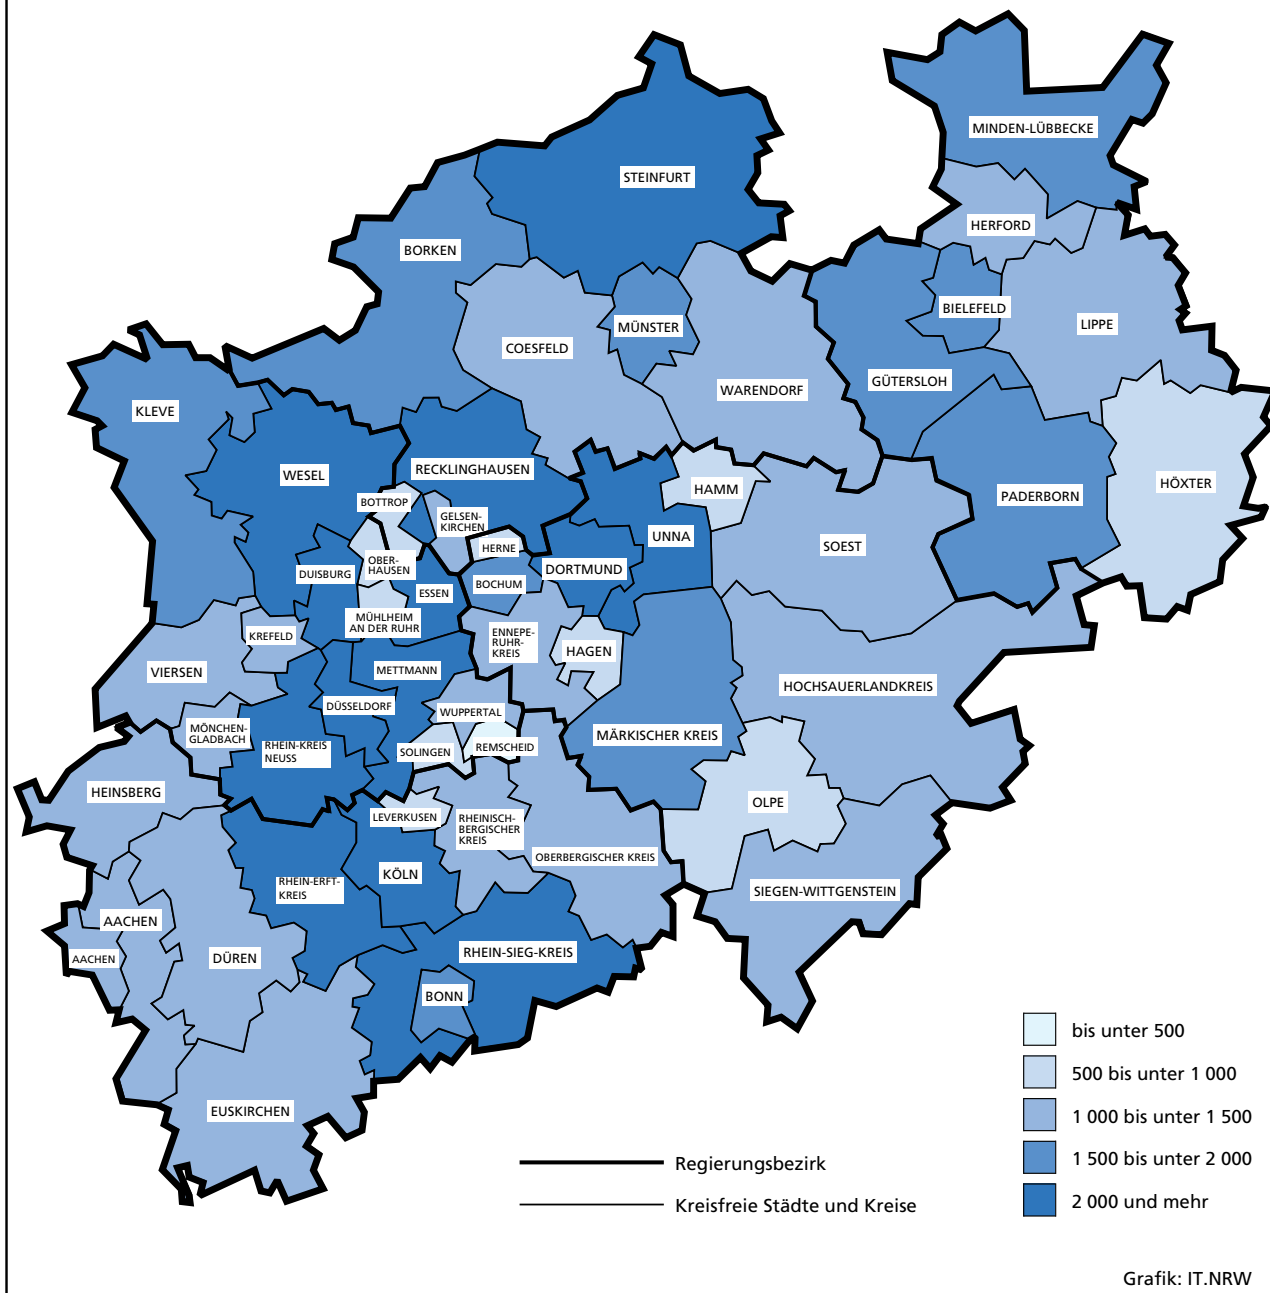 MINDEN-LÜBBECKE
STEINFURT
HERFORD
BORKEN
BIELEFELD
LIPPE
MÜNSTER
COESFELD
GÜTERSLOH
WARENDORF
KLEVE
RECKLINGHAUSEN
WESEL
HÖXTER
HAMM
PADERBORN
BOTTROP
GELSEN-
KIRCHEN
UNNA
SOEST
HERNE
OBER-
HAUSEN
DORTMUND
DUISBURG
BOCHUM
ESSEN
MÜHLHEIM
AN DER RUHR
KREFELD
ENNEPE-
RUHR-
KREIS
HAGEN
VIERSEN
METTMANN
HOCHSAUERLANDKREIS
DÜSSELDORF
WUPPERTAL
MÖNCHEN-
GLADBACH
MÄRKISCHER KREIS
RHEIN-KREIS
NEUSS
SOLINGEN
REMSCHEID
HEINSBERG
OLPE
LEVERKUSEN
RHEINISCH-
BERGISCHER
KREIS
OBERBERGISCHER KREIS
KÖLN
RHEIN-ERFT-
KREIS
SIEGEN-WITTGENSTEIN
AACHEN
AACHEN
DÜREN
RHEIN-SIEG-KREIS
BONN
EUSKIRCHEN
bis unter 500
500 bis unter 1 000
1 000 bis unter 1 500
1 500 bis unter 2 000
2 000 und mehr
Regierungsbezirk
Kreisfreie Städte und Kreise
Grafik: IT.NRW